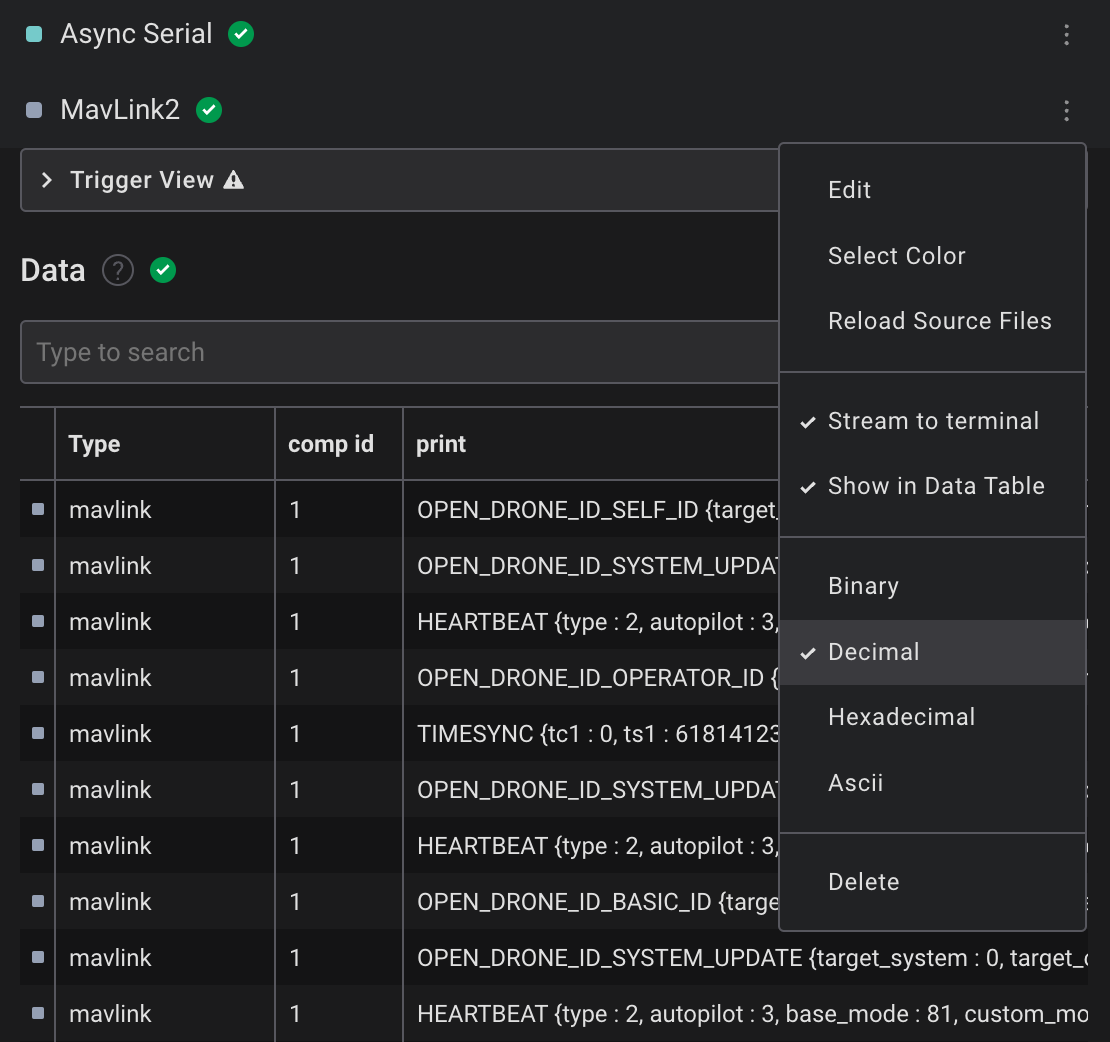 Async Serial
MavLink2
Trigger View
Data ?
Type to search
Type comp id print
mavlink 1 OPEN_DRONE_ID_SELF_ID {target_
mavlink 1 OPEN_DRONE_ID_SYSTEM_UPDAT
mavlink 1 HEARTBEAT {type : 2, autopilot : 3,
mavlink 1 OPEN_DRONE_ID_OPERATOR_ID {
mavlink 1 TIMESYNC {tc1 : 0, ts1 : 61814123
mavlink 1 OPEN_DRONE_ID_SYSTEM_UPDAT
mavlink 1 HEARTBEAT {type : 2, autopilot : 3,
mavlink 1 OPEN_DRONE_ID_BASIC_ID {targe
mavlink 1 OPEN_DRONE_ID_SYSTEM_UPDATE {target_system : 0, target_c
mavlink 1 HEARTBEAT {type : 2, autopilot : 3, base_mode : 81, custom_mo
Edit
Select Color
Reload Source Files
Stream to terminal
Show in Data Table
Binary
Decimal
Hexadecimal
Ascii
Delete